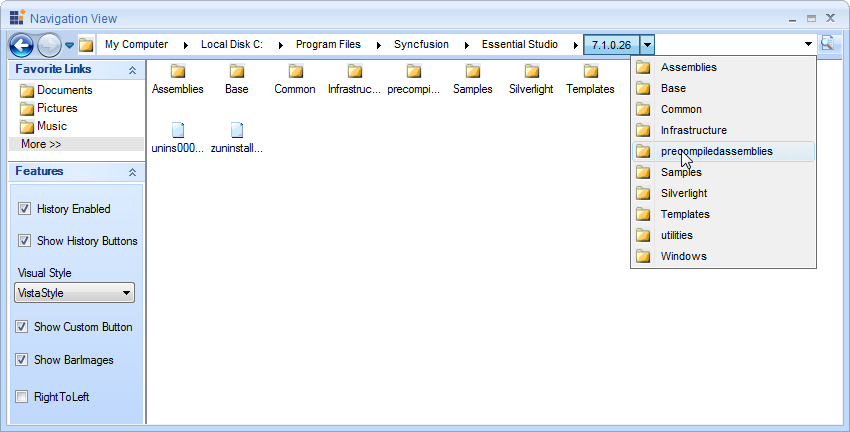 Navigation View
My Computer Local Disk C: Program Files Syncfusion Essential Studio 7.1.0.26
Favorite Links
Documents
Pictures
Music
More >>
Features
History Enabled
Show History Buttons
Visual Style
VistaStyle
Show Custom Button
Show BarImages
RightToLeft
Assemblies Base Common Infrastruc... precompi... Samples Silverlight Templates
unins000... zuninstall...
Assemblies
Base
Common
Infrastructure
precompiledassemblies
Samples
Silverlight
Templates
utilities
Windows